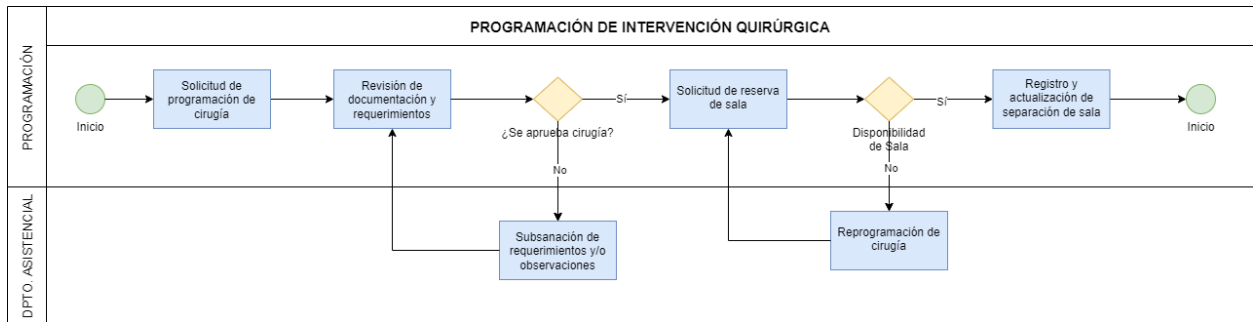 PROGRAMACIÓN DE INTERVENCIÓN QUIRÚRGICA
PROGRAMACIÓN
Inicio
Solicitud de
programación de
cirugía
Revisión de
documentación y
requerimientos
¿Se aprueba cirugía?
Sí
No
Solicitud de reserva
de sala
Disponibilidad
de Sala
Sí
No
Registro y
actualización de
separación de sala
Inicio
DPTO. ASISTENCIAL
Subsanación de
requerimientos y/o
observaciones
Reprogramación de
cirugía